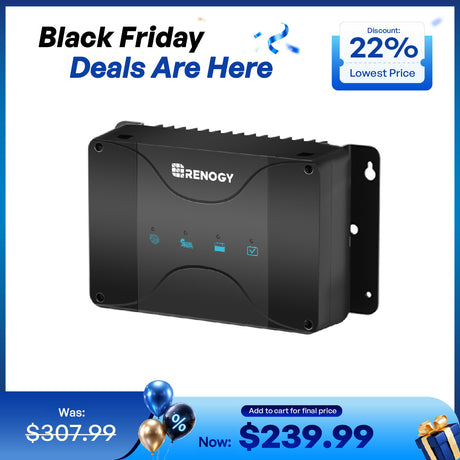 Black Friday
Deals Are Here
Discount:
22%
Lowest Price
RENOGY
Was:
$307.99
%
Add to cart for final price
Now: $239.99